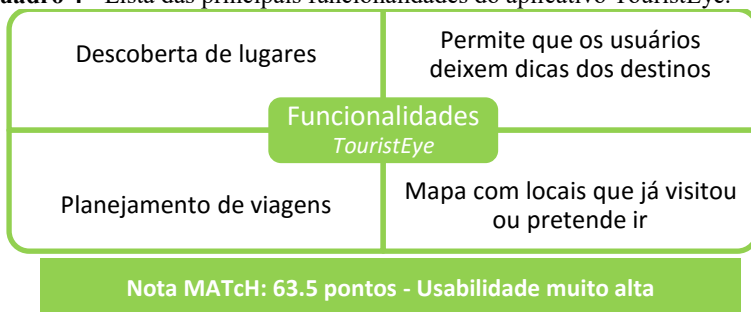 Lista das principais funcionalidades do aplicativo TouristEye.
Descoberta de lugares
Permite que os usuários
deixem dicas dos destinos
Funcionalidades
TouristEye
Planejamento de viagens
Mapa com locais que já visitou
ou pretende ir
Nota MATcH: 63.5 pontos - Usabilidade muito alta